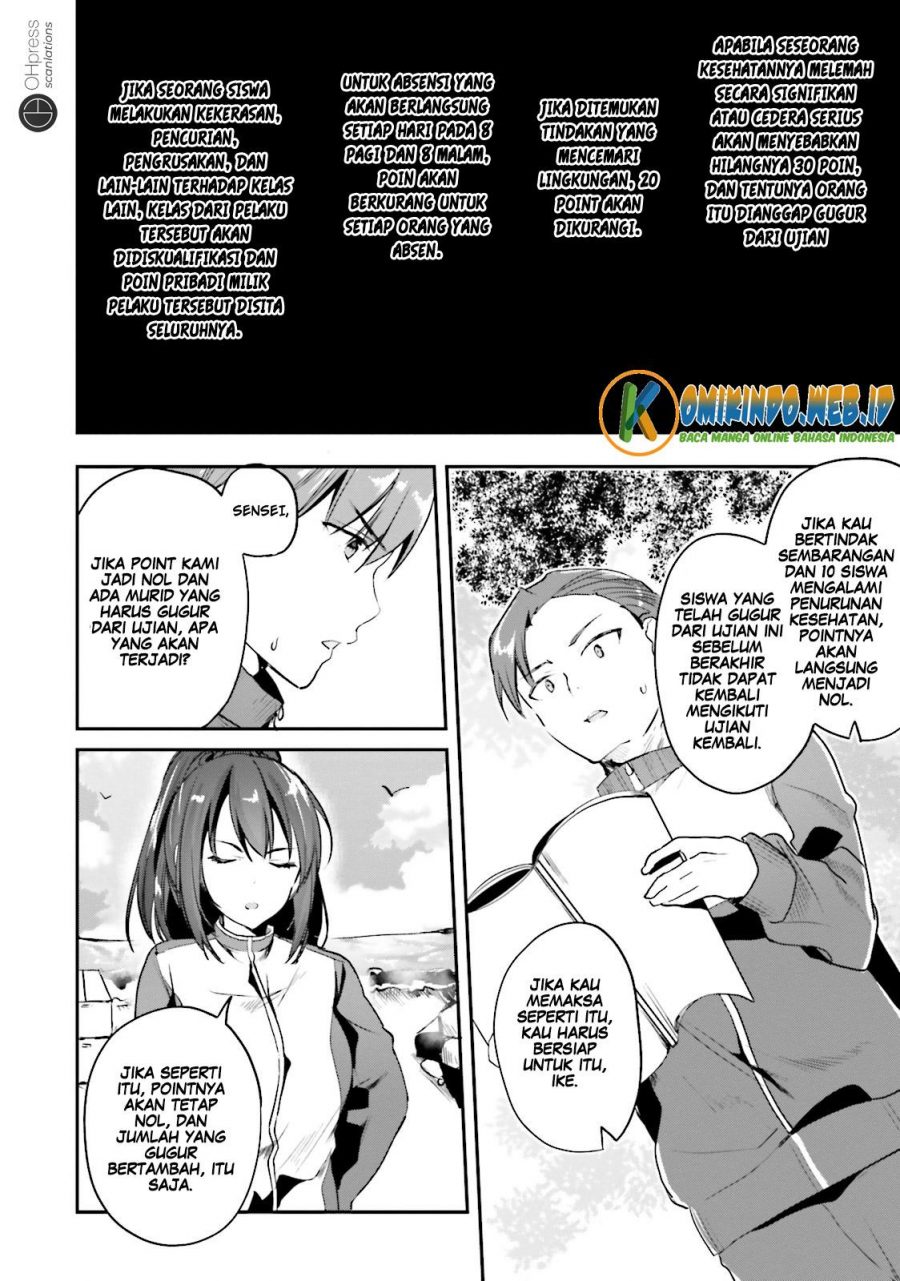 OHpress
scanlations
APABILA SESEORANG
KESEHATANNYA MELEMAH
SECARA SIGNIFIKAN
ATAU CEDERA SERIUS
AKAN MENYEBABKAN
HILANGNYA 30 POIN,
DAN TENTUNYA ORANG
ITU DIANGGAP GUGUR
DARI UJIAN
JIKA DITEMUKAN
TINDAKAN YANG
MENCEMARI
LINGKUNGAN, 20
POINT AKAN
DIKURANGI.
UNTUK ABSENSI YANG
AKAN BERLANGSUNG
SETIAP HARI PADA 8
PAGI DAN 8 MALAM,
POIN AKAN
BERKURANG UNTUK
SETIAP ORANG YANG
ABSEN.
JIKA SEORANG SISWA
MELAKUKAN KEKERASAN,
PENCURIAN,
PENGRUSAKAN, DAN
LAIN-LAIN TERHADAP KELAS
LAIN, KELAS DARI PELAKU
TERSEBUT AKAN
DIDISKUALIFIKASI DAN
POIN PRIBADI MILIK
PELAKU TERSEBUT DISITA
SELURUHNYA.
KOMIKINDO.WEB.ID
BACA MANGA ONLINE BAHASA INDONESIA
JIKA KAU
BERTINDAK
SEMBARANGAN
DAN 10 SISWA
MENGALAMI
PENURUNAN
KESEHATAN,
POINTNYA
AKAN
LANGSUNG
MENJADI
NOL.
SISWA YANG
TELAH GUGUR
DARI UJIAN INI
SEBELUM
BERAKHIR
TIDAK DAPAT
KEMBALI
MENGIKUTI
UJIAN
KEMBALI.
JIKA KAU
MEMAKSA
SEPERTI ITU,
KAU HARUS
BERSIAP
UNTUK ITU,
IKE.
SENSEI,
JIKA POINT KAMI
JADI NOL DAN
ADA MURID YANG
HARUS GUGUR
DARI UJIAN, APA
YANG AKAN
TERJADI?
JIKA SEPERTI
ITU, POINTNYA
AKAN TETAP
NOL, DAN
JUMLAH YANG
GUGUR
BERTAMBAH, ITU
SAJA.